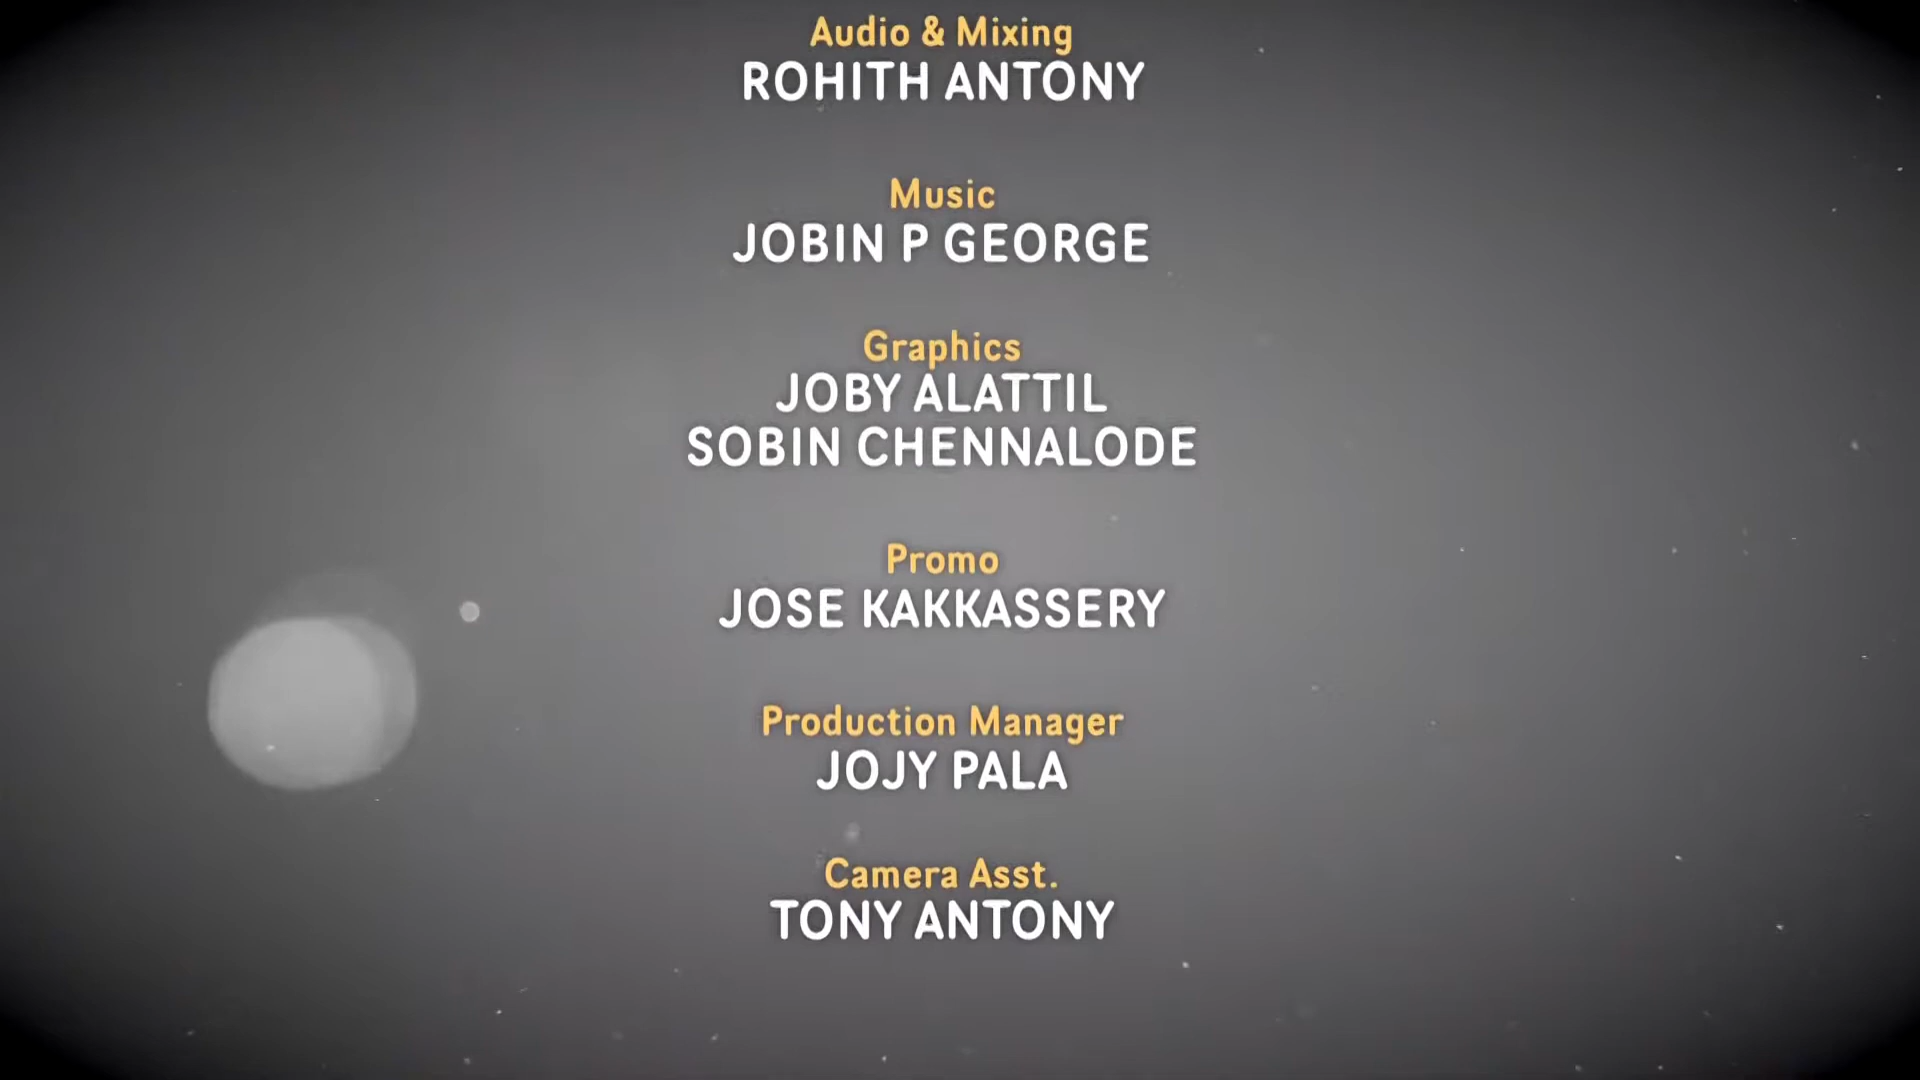 Audio & Mixing
ROHITH ANTONY
Music
JOBIN P GEORGE
Graphics
JOBY ALATTIL
SOBIN CHENNALODE
Promo
JOSE KAKKASSERY
Production Manager
JOJY PALA
Camera Asst.
TONY ANTONY